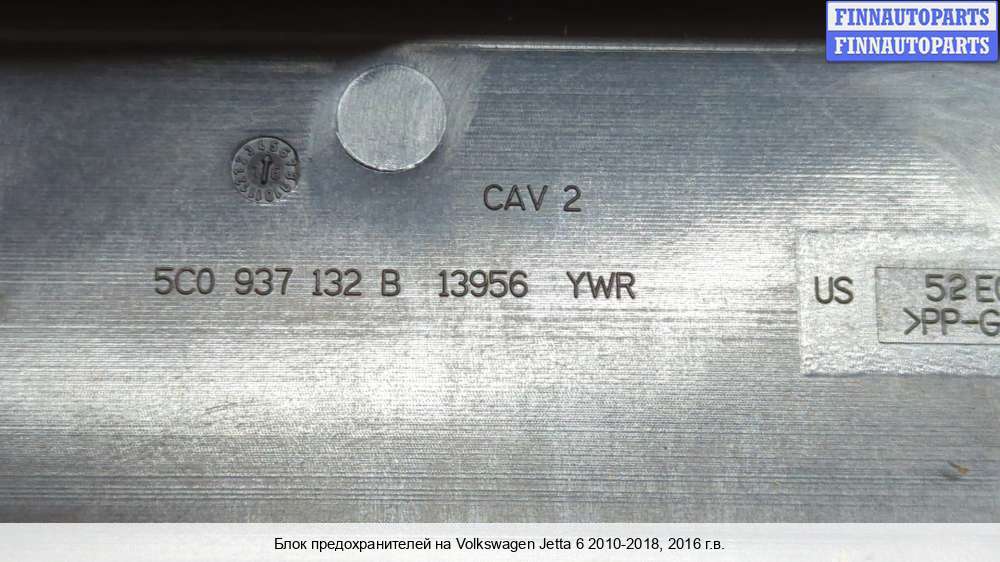 FINNAUTOPARTS
FINNAUTOPARTS
CAV 2
5C0 937 132 B 13956 YWR
US
52 E
>PP-G
Блок предохранителей на Volkswagen Jetta 6 2010-2018, 2016 г.в.